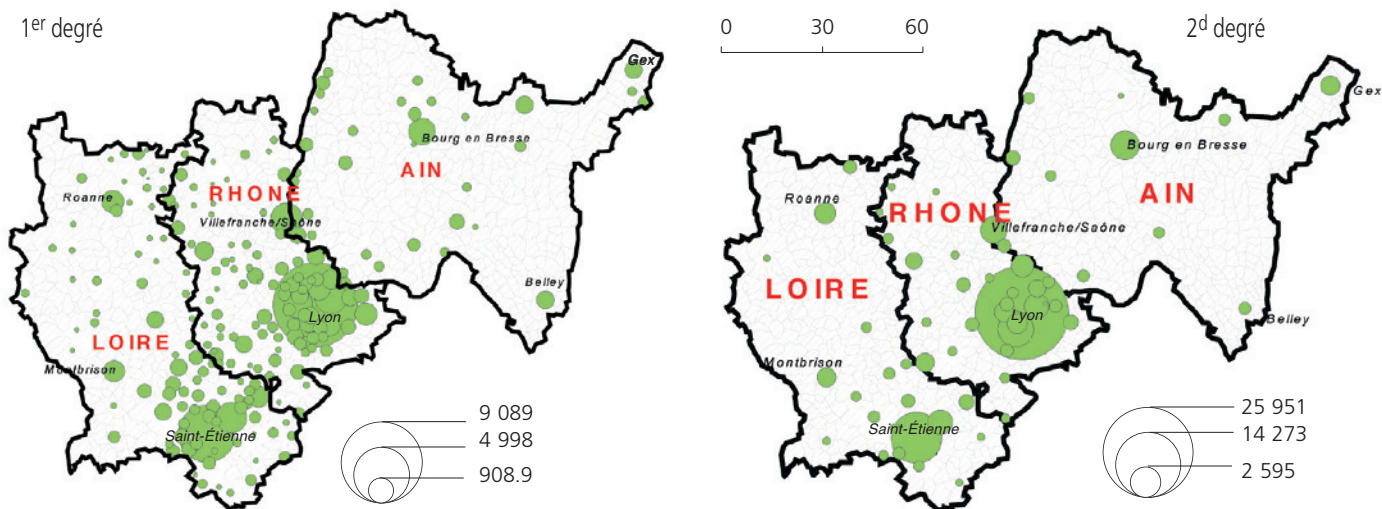 1er degré
Gex
Bourg en Bresse
AIN
Roanne
RHONE
Villefranche/Saône
Belley
Lyon
LOIRE
Montbrison
Saint-Étienne
9 089
4 998
908.9
0 30 60
2d degré
Gex
Bourg en Bresse
AIN
Roanne
RHONE
Villefranche/Saône
LOIRE
Lyon
Belley
Montbrison
Saint-Étienne
25 951
14 273
2 595